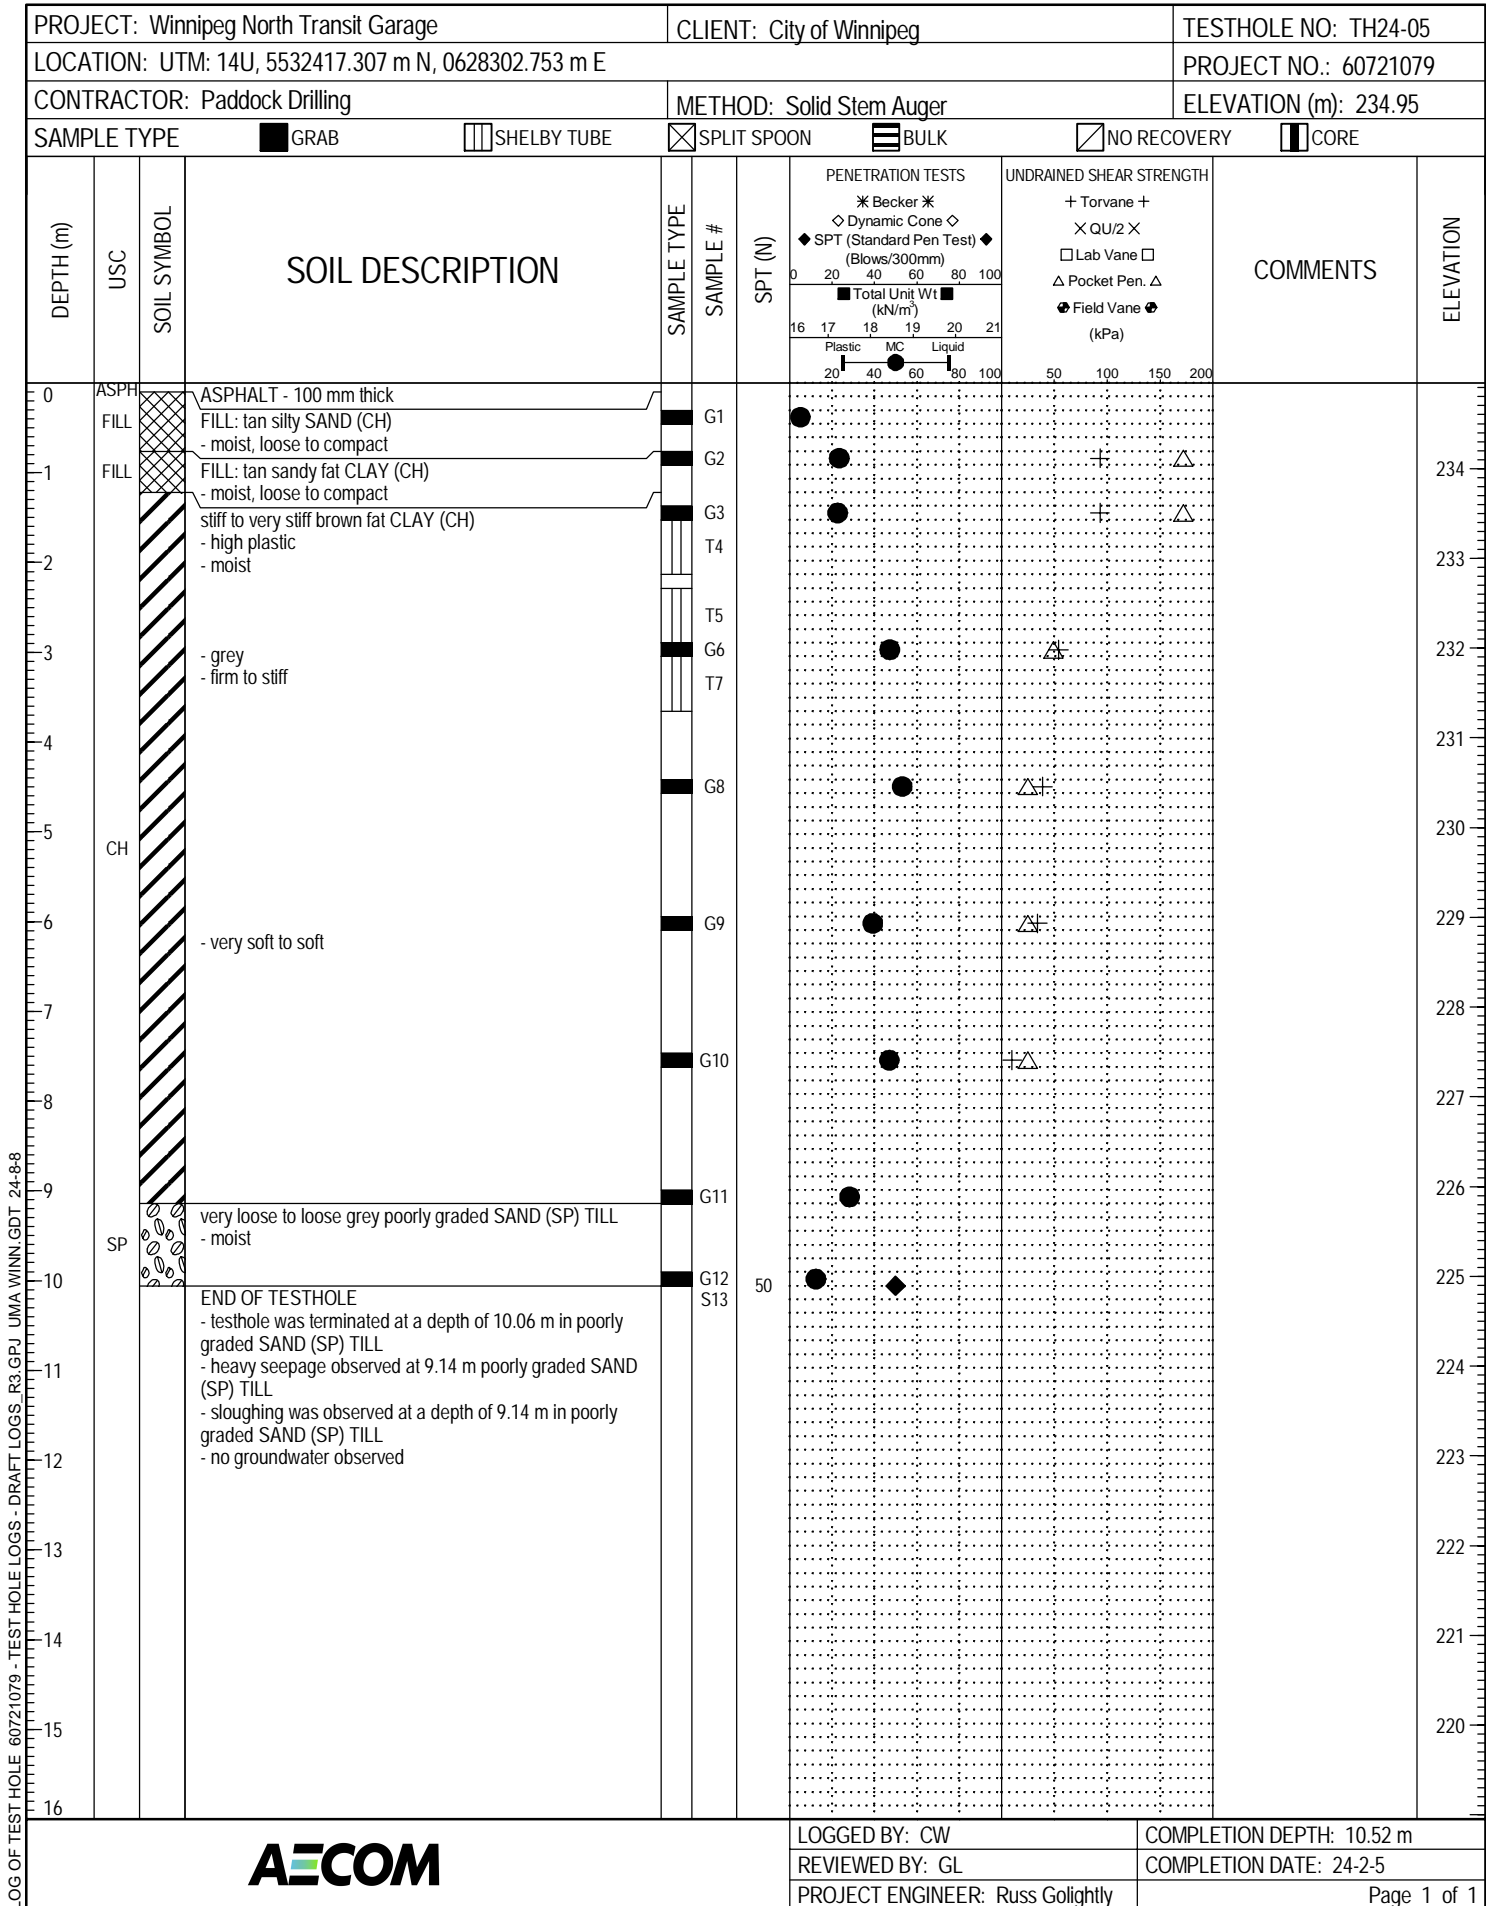 PROJECT: Winnipeg North Transit Garage
CLIENT: City of Winnipeg
TESTHOLE NO: TH24-05
LOCATION: UTM: 14U, 5532417.307 m N, 0628302.753 m E
PROJECT NO.: 60721079
CONTRACTOR: Paddock Drilling
METHOD: Solid Stem Auger
ELEVATION (m): 234.95
SAMPLE TYPE
GRAB
SHELBY TUBE
SPLIT SPOON
BULK
NO RECOVERY
CORE
DEPTH (m)
USC
SOIL SYMBOL
SOIL DESCRIPTION
SAMPLE TYPE
SAMPLE #
SPT (N)
PENETRATION TESTS
Becker
Dynamic Cone
SPT (Standard Pen Test)
(Blows/300mm)
0 20 40 60 80 100
Total Unit Wt
(kN/m³)
16 17 18 19 20 21
Plastic MC Liquid
20 40 60 80 100
UNDRAINED SHEAR STRENGTH
+ Torvane +
× QU/2 ×
□ Lab Vane □
△ Pocket Pen. △
Field Vane
(kPa)
50 100 150 200
COMMENTS
ELEVATION
0
1
2
3
4
5
6
7
8
9
10
11
12
13
14
15
16
ASPH
FILL
FILL
CH
SP
ASPHALT - 100 mm thick
FILL: tan silty SAND (CH)
- moist, loose to compact
FILL: tan sandy fat CLAY (CH)
- moist, loose to compact
stiff to very stiff brown fat CLAY (CH)
- high plastic
- moist
- grey
- firm to stiff
- very soft to soft
very loose to loose grey poorly graded SAND (SP) TILL
- moist
END OF TESTHOLE
- testhole was terminated at a depth of 10.06 m in poorly
graded SAND (SP) TILL
- heavy seepage observed at 9.14 m poorly graded SAND
(SP) TILL
- sloughing was observed at a depth of 9.14 m in poorly
graded SAND (SP) TILL
- no groundwater observed
G1
G2
G3
T4
T5
G6
T7
G8
G9
G10
G11
G12
S13
50
234
233
232
231
230
229
228
227
226
225
224
223
222
221
220
LOG OF TEST HOLE 60721079 - TEST HOLE LOGS - DRAFT LOGS_R3.GPJ UMA WINN.GDT 24-8-8
AECOM
LOGGED BY: CW
COMPLETION DEPTH: 10.52 m
REVIEWED BY: GL
COMPLETION DATE: 24-2-5
PROJECT ENGINEER: Russ Golightly
Page 1 of 1